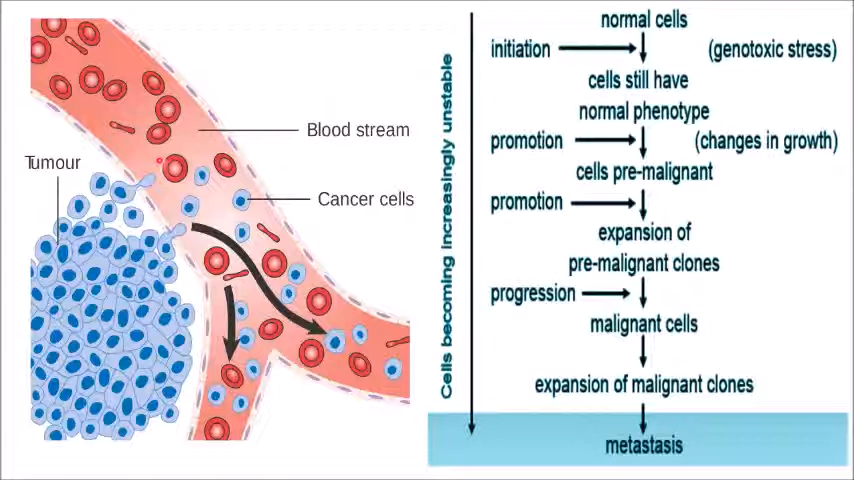 Blood stream
Tumour
Cancer cells
Cells becoming increasingly unstable
normal cells
initiation
(genotoxic stress)
cells still have
normal phenotype
promotion
(changes in growth)
cells pre-malignant
promotion
expansion of
pre-malignant clones
progression
malignant cells
expansion of malignant clones
metastasis